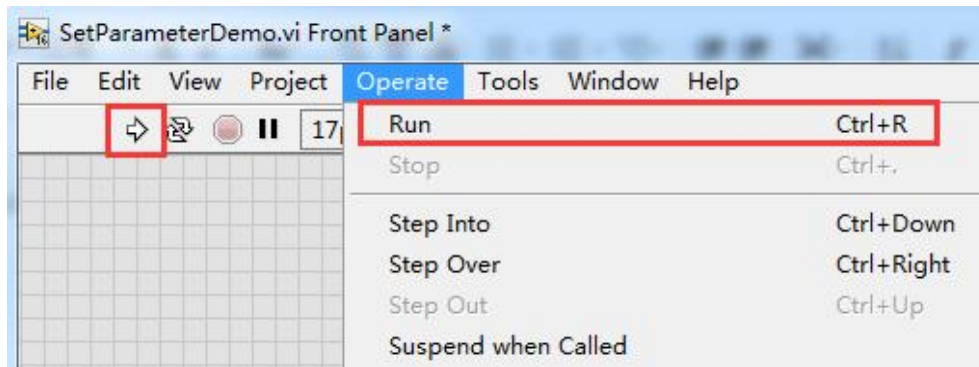 SetParameterDemo.vi Front Panel *
File Edit View Project Operate Tools Window Help
17
Run Ctrl+R
Stop Ctrl+.
Step Into Ctrl+Down
Step Over Ctrl+Right
Step Out Ctrl+Up
Suspend when Called